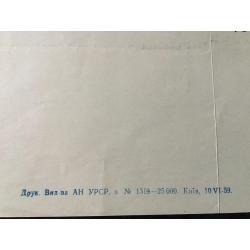 Друк. Вид-ва АН УРСР, з. № 1519—25.000. Київ, 10.VI-59.